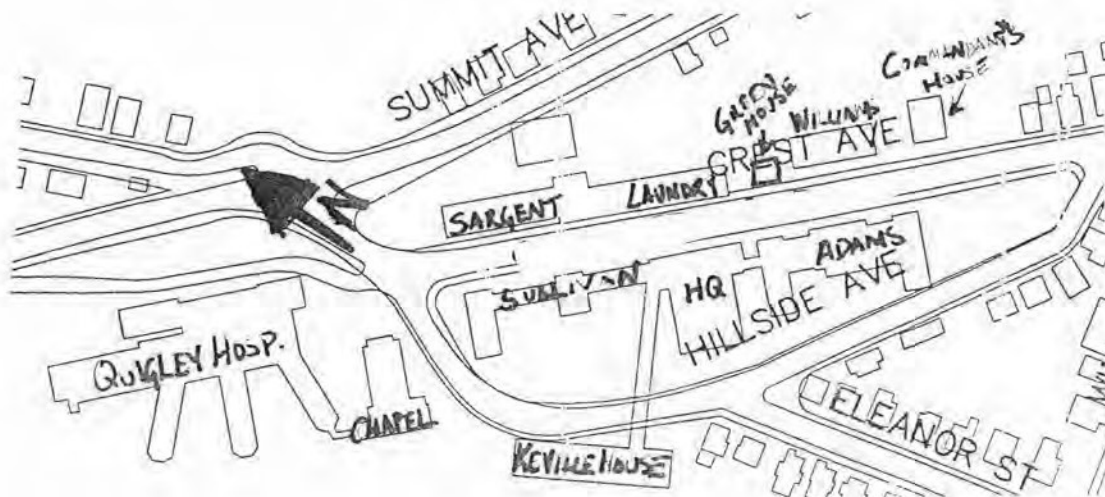 SUMMIT AVE
COMMANDANT'S
HOUSE
GREEN
HOUSE
WILLIAMS
CREST AVE
LAUNDRY
N
SARGENT
SULLIVAN
HQ
ADAMS
HILLSIDE AVE
QUIGLEY HOSP.
CHAPEL
ELEANOR ST
KEVILLE HOUSE